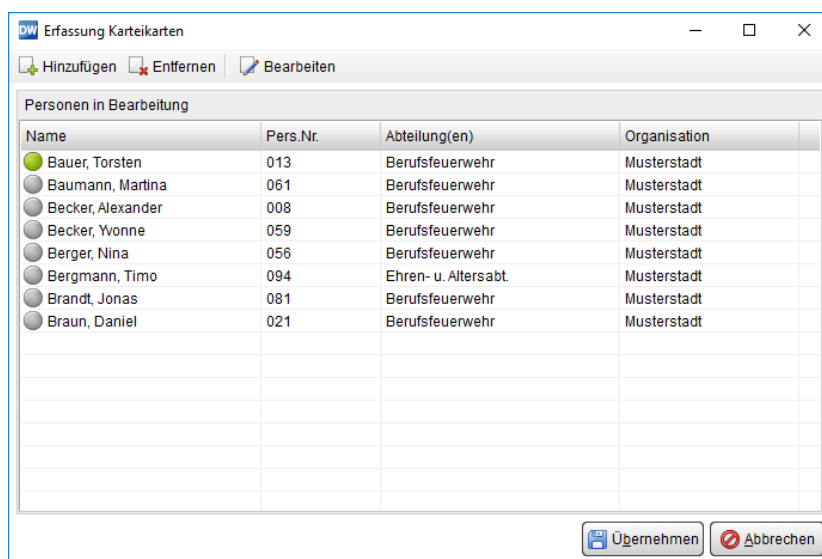 DW Erfassung Karteikarten
Hinzufügen Entfernen Bearbeiten
Personen in Bearbeitung
Name Pers.Nr. Abteilung(en) Organisation
Bauer, Torsten 013 Berufsfeuerwehr Musterstadt
Baumann, Martina 061 Berufsfeuerwehr Musterstadt
Becker, Alexander 008 Berufsfeuerwehr Musterstadt
Becker, Yvonne 059 Berufsfeuerwehr Musterstadt
Berger, Nina 056 Berufsfeuerwehr Musterstadt
Bergmann, Timo 094 Ehren- u. Altersabt. Musterstadt
Brandt, Jonas 081 Berufsfeuerwehr Musterstadt
Braun, Daniel 021 Berufsfeuerwehr Musterstadt
Übernehmen Abbrechen